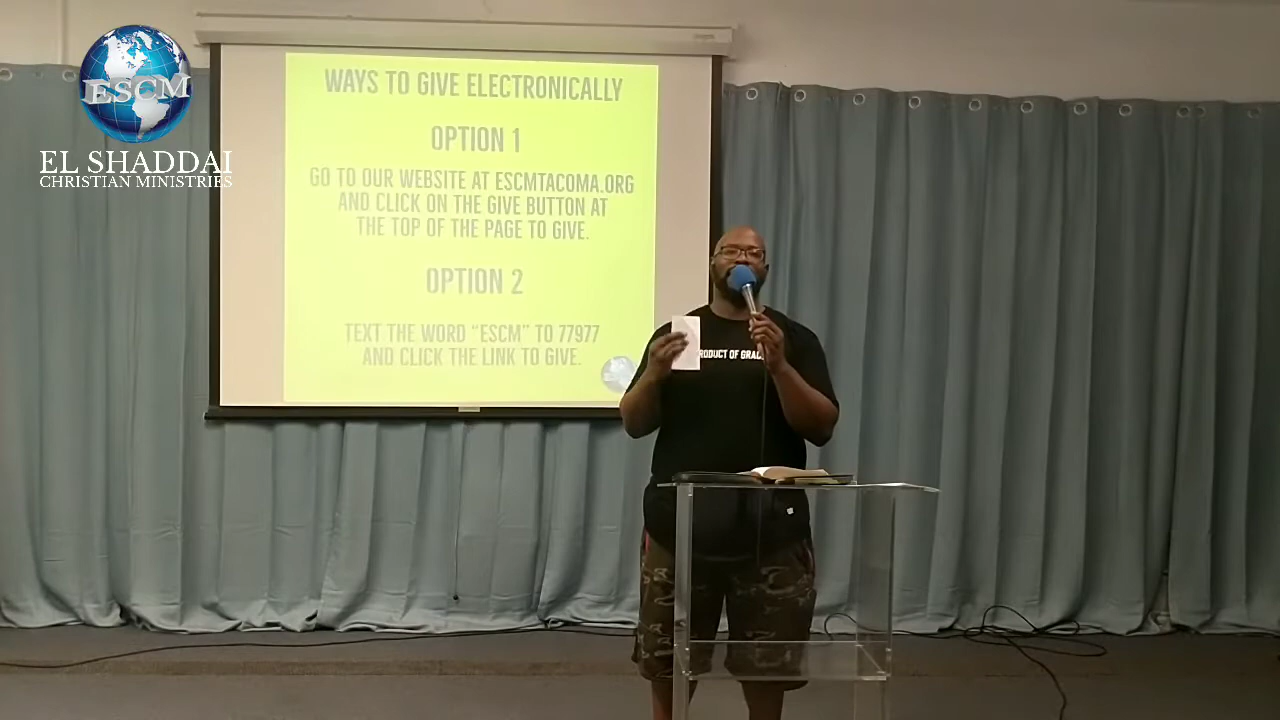 ESCM
EL SHADDAI
CHRISTIAN MINISTRIES
WAYS TO GIVE ELECTRONICALLY
OPTION 1
GO TO OUR WEBSITE AT ESCMTACOMA.ORG
AND CLICK ON THE GIVE BUTTON AT
THE TOP OF THE PAGE TO GIVE.
OPTION 2
TEXT THE WORD “ESCM” TO 77977
AND CLICK THE LINK TO GIVE.
RODUCT OF GRAC